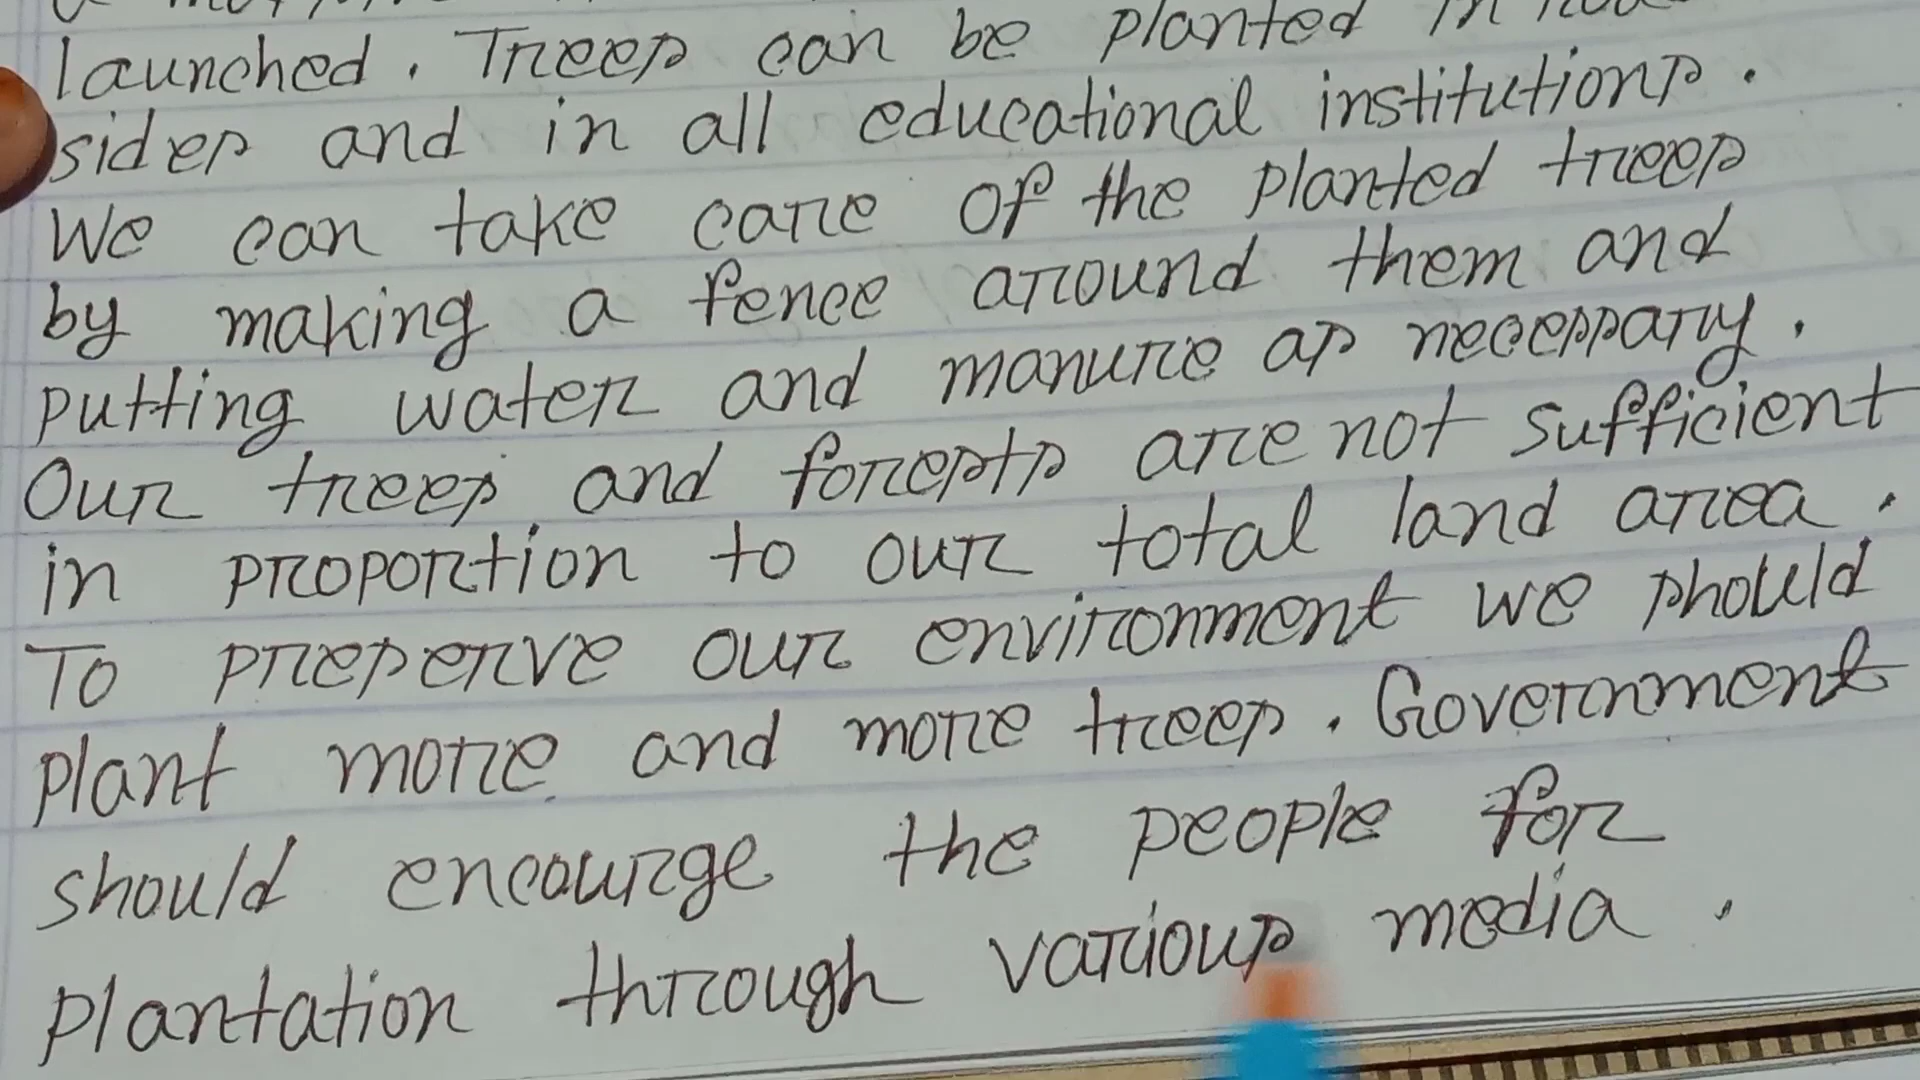 launched. Trees can be planted in
sides and in all educational institutions.
We can take care of the planted trees
by making a fence around them and
putting water and manure as necessary.
Our trees and forests are not sufficient
in proportion to our total land area.
To preserve our environment we should
plant more and more trees. Government
should encourge the people for
plantation through various media.